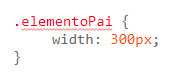 .elementoPai {
    width: 300px;
}